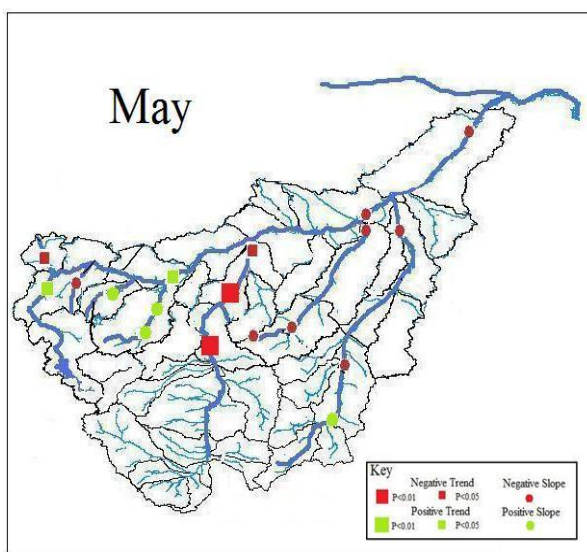 May
Key
Negative Trend Negative Slope
P<0.01 P<0.05
Positive Trend Positive Slope
P<0.01 P<0.05